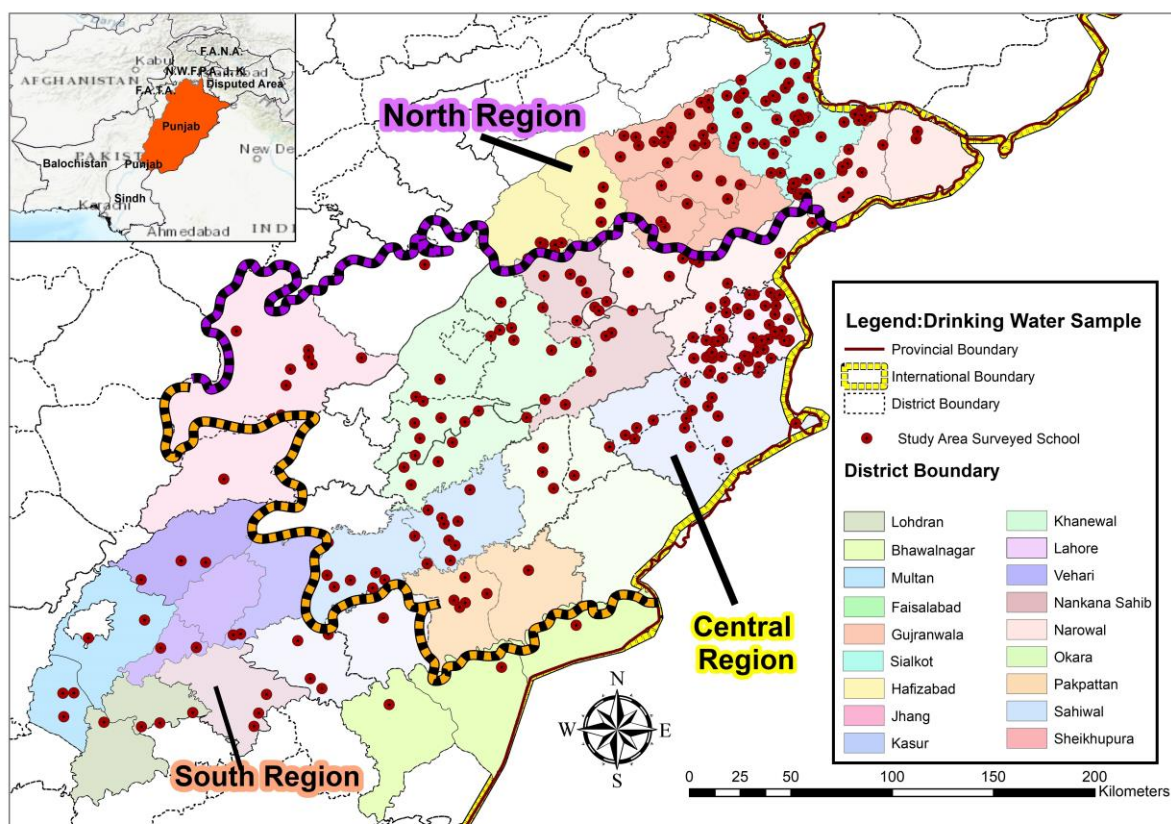 F.A.N.A.
Kabul
AFGHANISTAN
N.W.F.P.
A.J.K.
Disputed Area
F.A.T.A.
Punjab
New De
Balochistan
PAKIST
Punjab
Sindh
Karachi
Ahmedabad
INDI
North Region
Central
Region
South Region
Legend:Drinking Water Sample
Provincial Boundary
International Boundary
District Boundary
Study Area Surveyed School
District Boundary
Lohdran
Bhawalnagar
Multan
Faisalabad
Gujranwala
Sialkot
Hafizabad
Jhang
Kasur
Khanewal
Lahore
Vehari
Nankana Sahib
Narowal
Okara
Pakpattan
Sahiwal
Sheikhupura
N
W
E
S
0 25 50 100 150 200
Kilometers